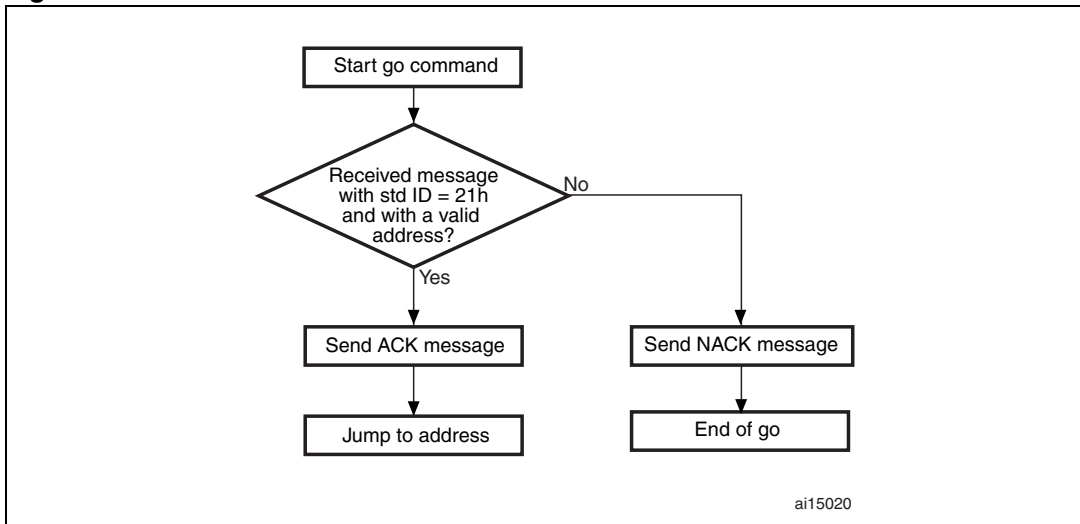 Start go command
Received message
with std ID = 21h
and with a valid
address?
No
Yes
Send ACK message
Send NACK message
Jump to address
End of go
ai15020